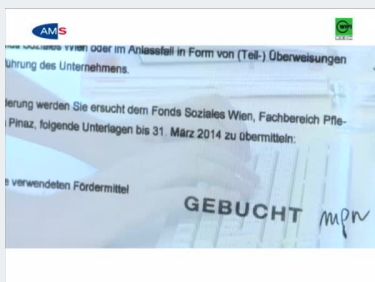 AMS
Soziales Wien oder im Anlassfall in Form von (Teil-) Überweisungen
führung des Unternehmens.
derung werden Sie ersucht dem Fonds Soziales Wien, Fachbereich Pfle-
Pinaz, folgende Unterlagen bis 31. März 2014 zu übermitteln:
e verwendeten Fördermittel
GEBUCHT